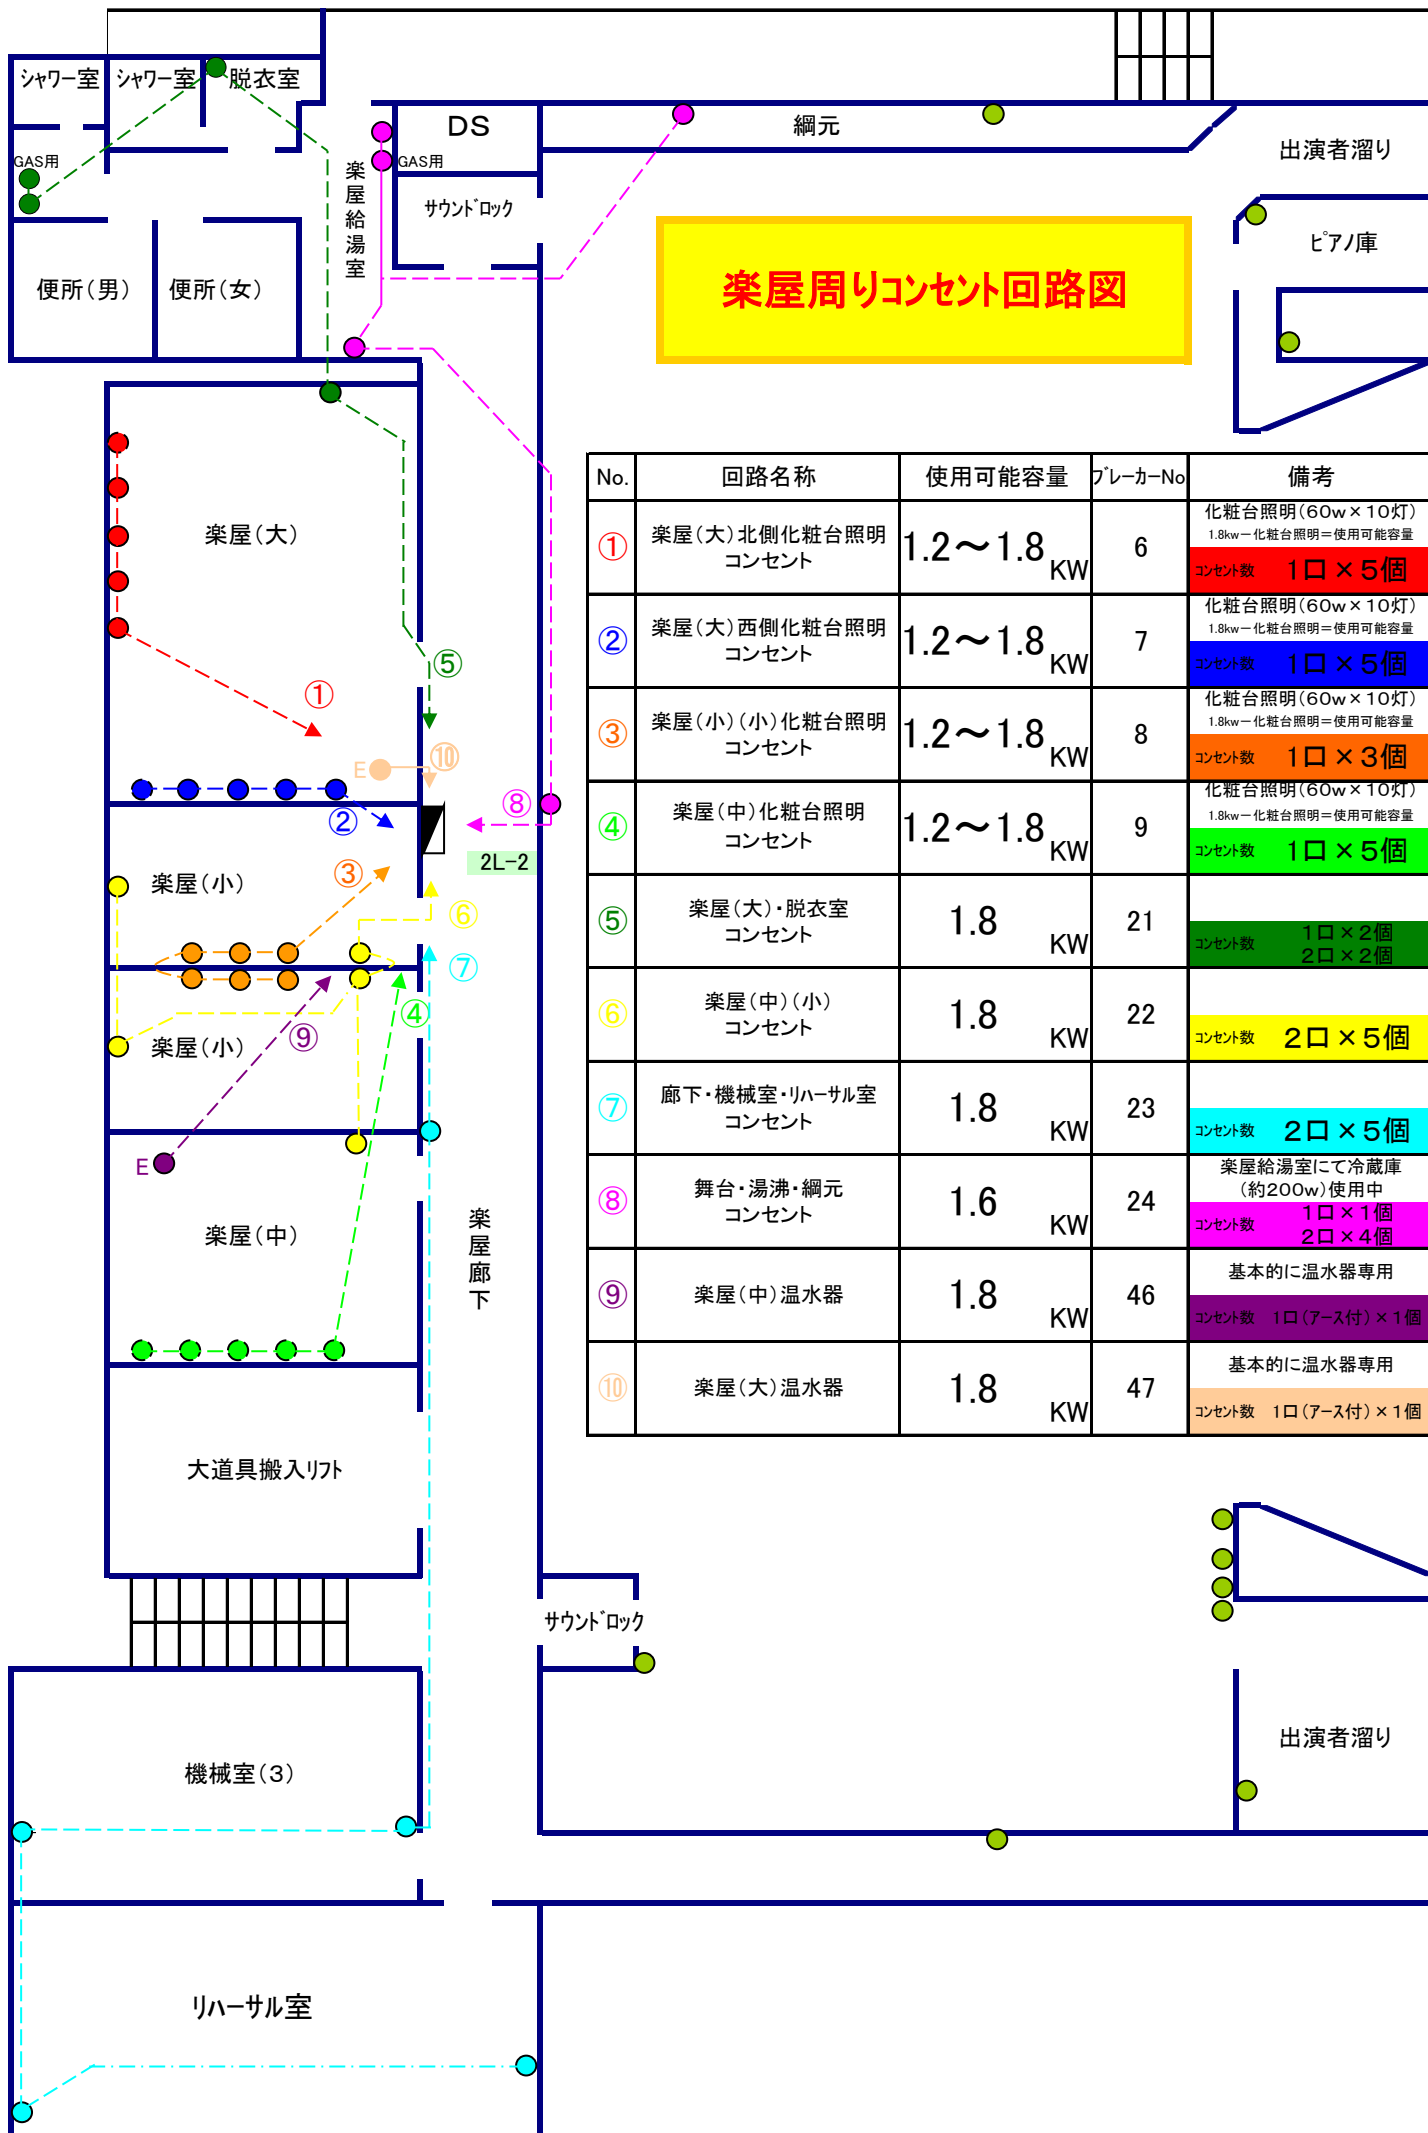 シャワー室 シャワー室 脱衣室
GAS用
便所(男) 便所(女)
楽屋給湯室
DS
GAS用
サウンドロック
綱元
出演者溜り
ピアノ庫
楽屋周りコンセント回路図
楽屋(大)
①
⑤
E
⑩
②
⑧
2L-2
楽屋(小)
③
⑥
⑦
④
⑨
楽屋(小)
E
楽屋(中)
楽屋廊下
大道具搬入リフト
サウンドロック
機械室(3)
出演者溜り
リハーサル室
No. 回路名称 使用可能容量 ブレーカーNo 備考
① 楽屋(大)北側化粧台照明
コンセント
1.2~1.8 KW 6
化粧台照明(60w×10灯)
1.8kw-化粧台照明=使用可能容量
コンセント数 1口×5個
② 楽屋(大)西側化粧台照明
コンセント
1.2~1.8 KW 7
化粧台照明(60w×10灯)
1.8kw-化粧台照明=使用可能容量
コンセント数 1口×5個
③ 楽屋(小)(小)化粧台照明
コンセント
1.2~1.8 KW 8
化粧台照明(60w×10灯)
1.8kw-化粧台照明=使用可能容量
コンセント数 1口×3個
④ 楽屋(中)化粧台照明
コンセント
1.2~1.8 KW 9
化粧台照明(60w×10灯)
1.8kw-化粧台照明=使用可能容量
コンセント数 1口×5個
⑤ 楽屋(大)・脱衣室
コンセント
1.8 KW 21
コンセント数 1口×2個
2口×2個
⑥ 楽屋(中)(小)
コンセント
1.8 KW 22
コンセント数 2口×5個
⑦ 廊下・機械室・リハーサル室
コンセント
1.8 KW 23
コンセント数 2口×5個
⑧ 舞台・湯沸・綱元
コンセント
1.6 KW 24
楽屋給湯室にて冷蔵庫
(約200w)使用中
コンセント数 1口×1個
2口×4個
⑨ 楽屋(中)温水器
1.8 KW 46
基本的に温水器専用
コンセント数 1口(アース付)×1個
⑩ 楽屋(大)温水器
1.8 KW 47
基本的に温水器専用
コンセント数 1口(アース付)×1個